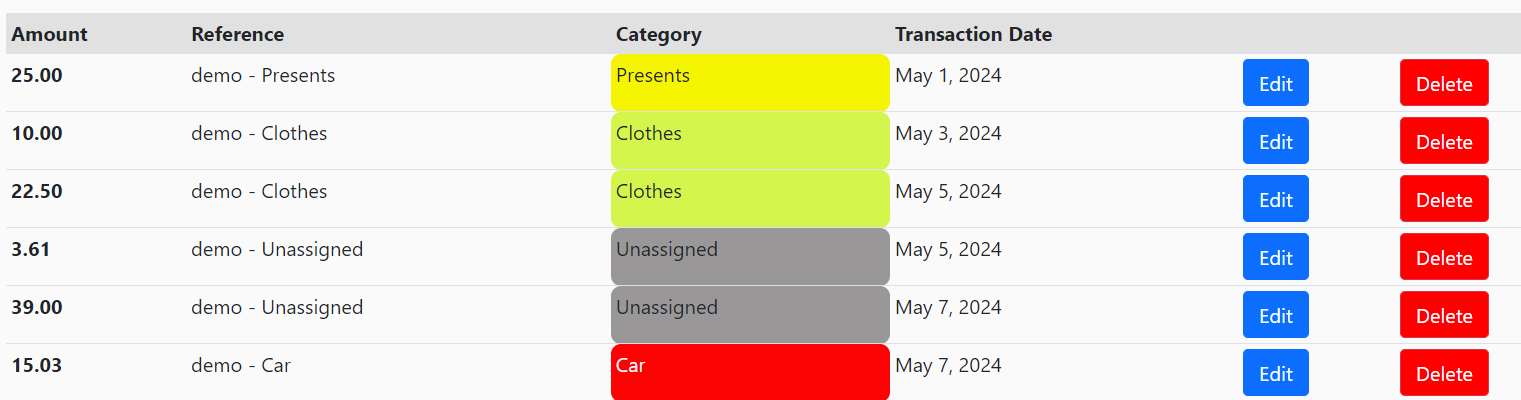 Amount Reference Category Transaction Date
25.00 demo - Presents Presents May 1, 2024 Edit Delete
10.00 demo - Clothes Clothes May 3, 2024 Edit Delete
22.50 demo - Clothes Clothes May 5, 2024 Edit Delete
3.61 demo - Unassigned Unassigned May 5, 2024 Edit Delete
39.00 demo - Unassigned Unassigned May 7, 2024 Edit Delete
15.03 demo - Car Car May 7, 2024 Edit Delete